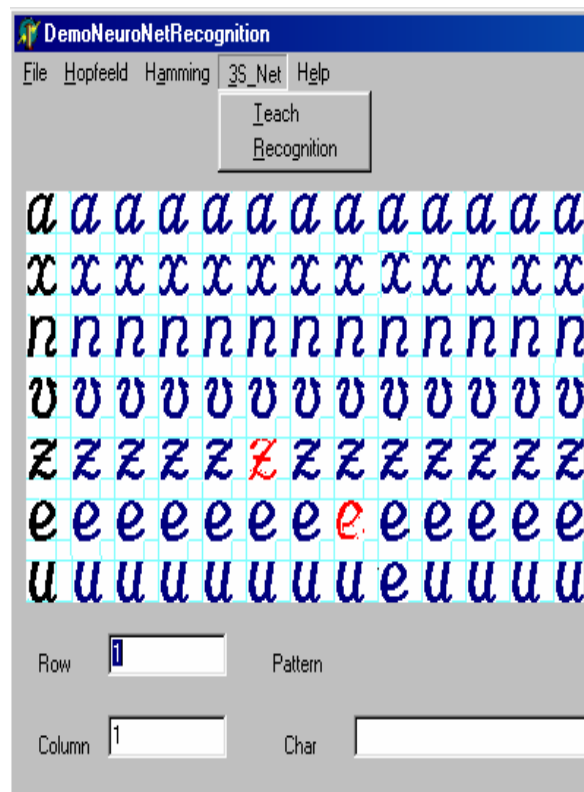 DemoNeuroNetRecognition
File Hopfeeld Hamming 3S_Net Help
Teach
Recognition
a a a a a a a a a a a a a
x x x x x x x x x x x x x
n n n n n n n n n n n n n
v v v v v v v v v v v v v
z z z z z z z z z z z z z
e e e e e e e e e e e e e
u u u u u u u u e u u u u
Row 1 Pattern
Column 1 Char